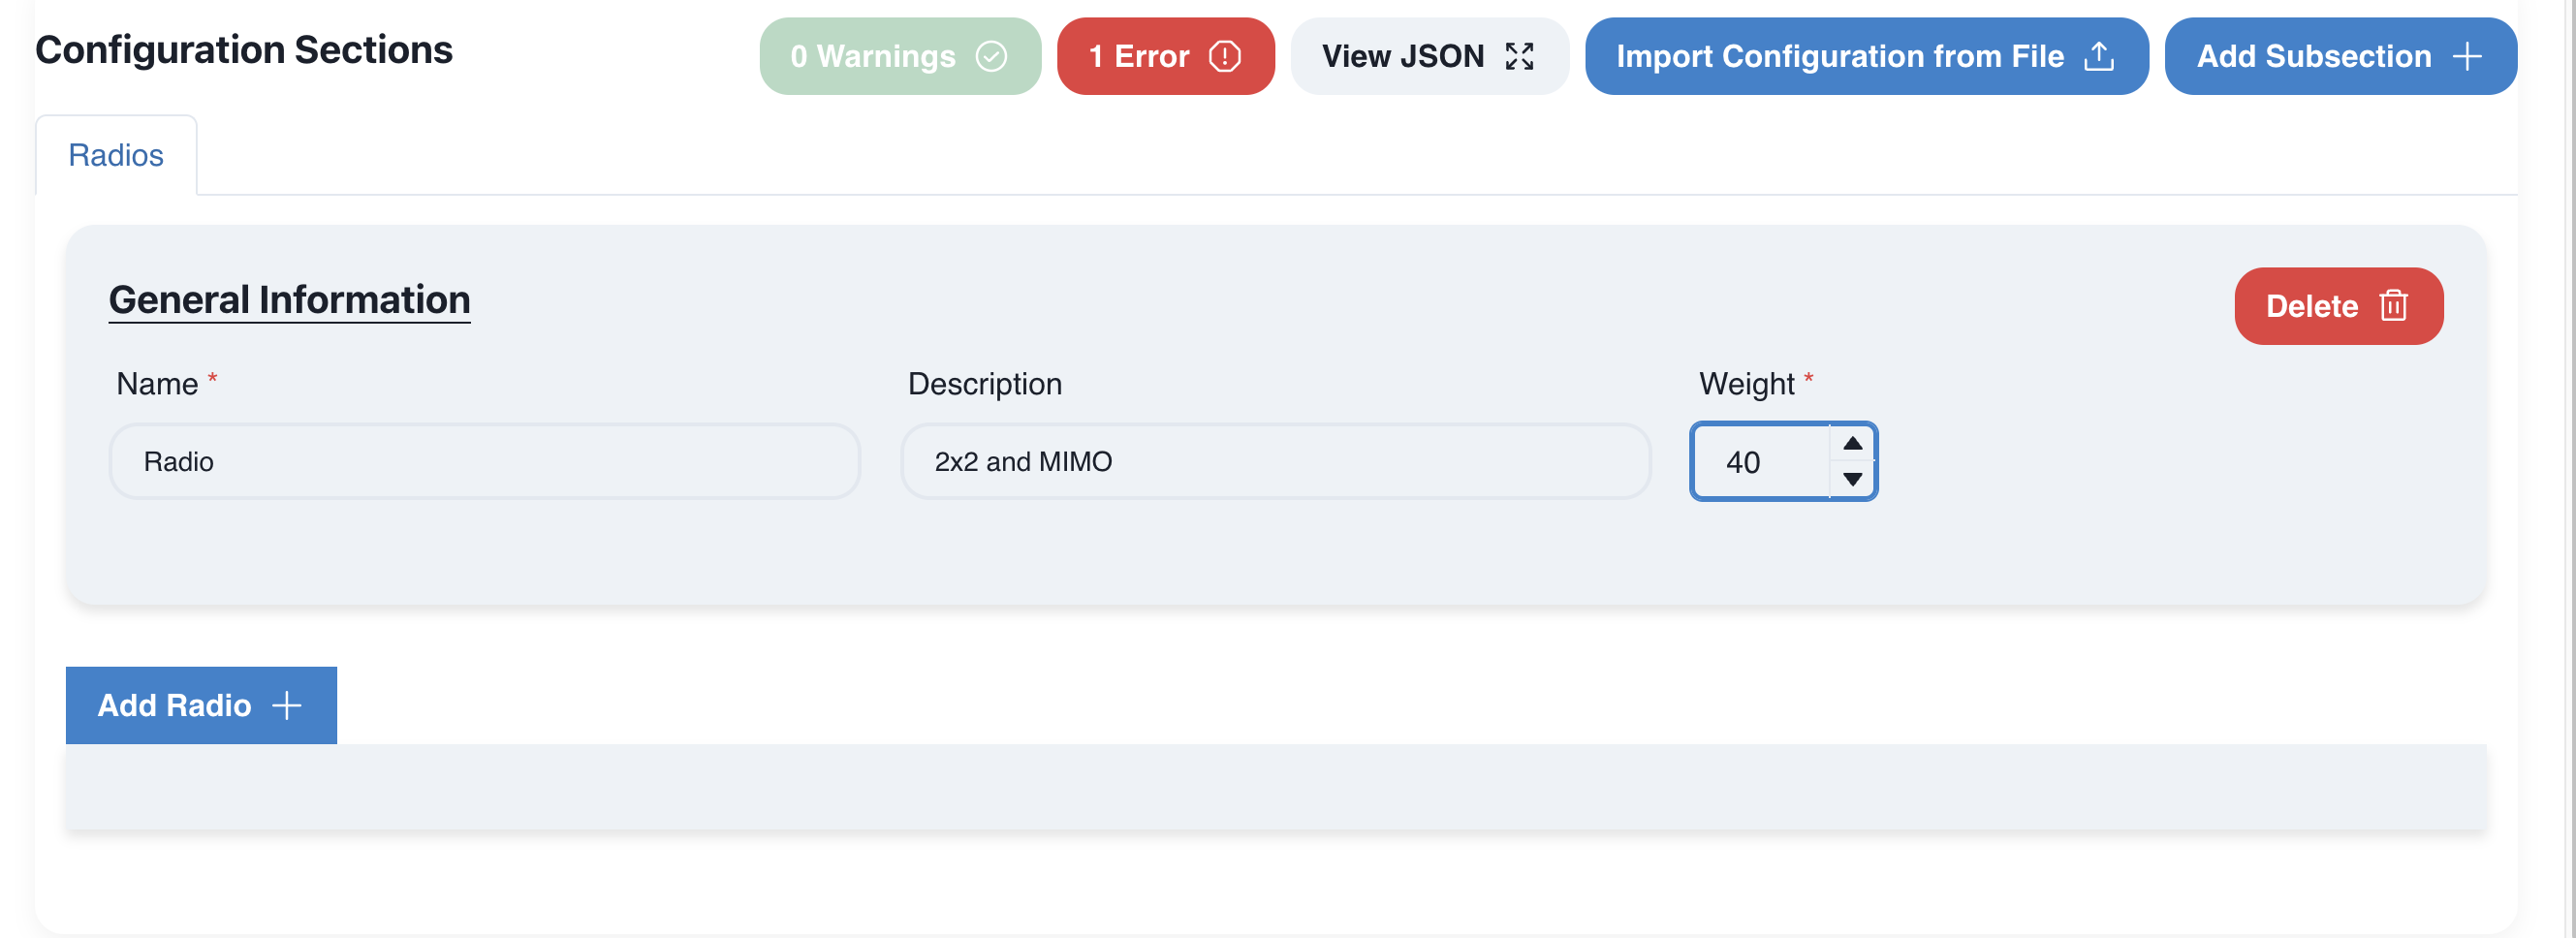 Configuration Sections
0 Warnings
1 Error
View JSON
Import Configuration from File
Add Subsection
Radios
General Information
Delete
Name *
Description
Weight *
Radio
2x2 and MIMO
40
Add Radio